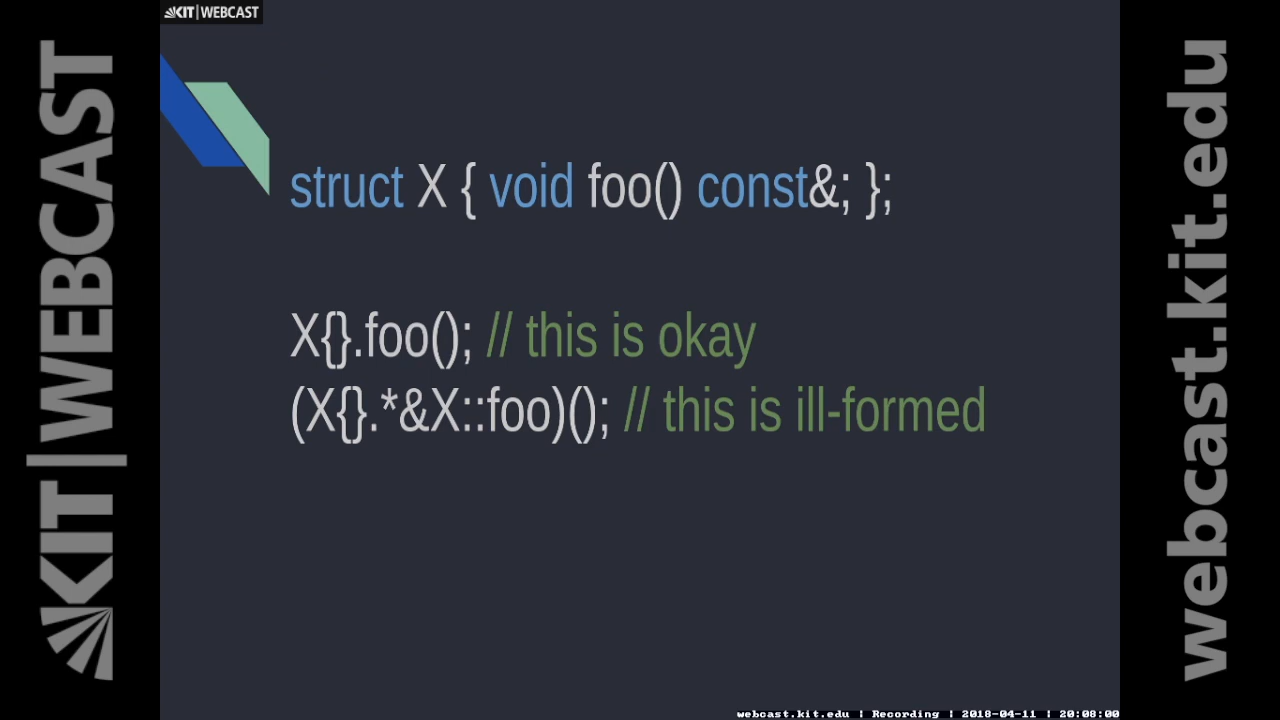 KIT|WEBCAST
KIT|WEBCAST
struct X { void foo() const&; };
X{}.foo(); // this is okay
(X{}.*&X::foo)(); // this is ill-formed
webcast.kit.edu
webcast.kit.edu | Recording | 2018-04-11 | 20:08:00